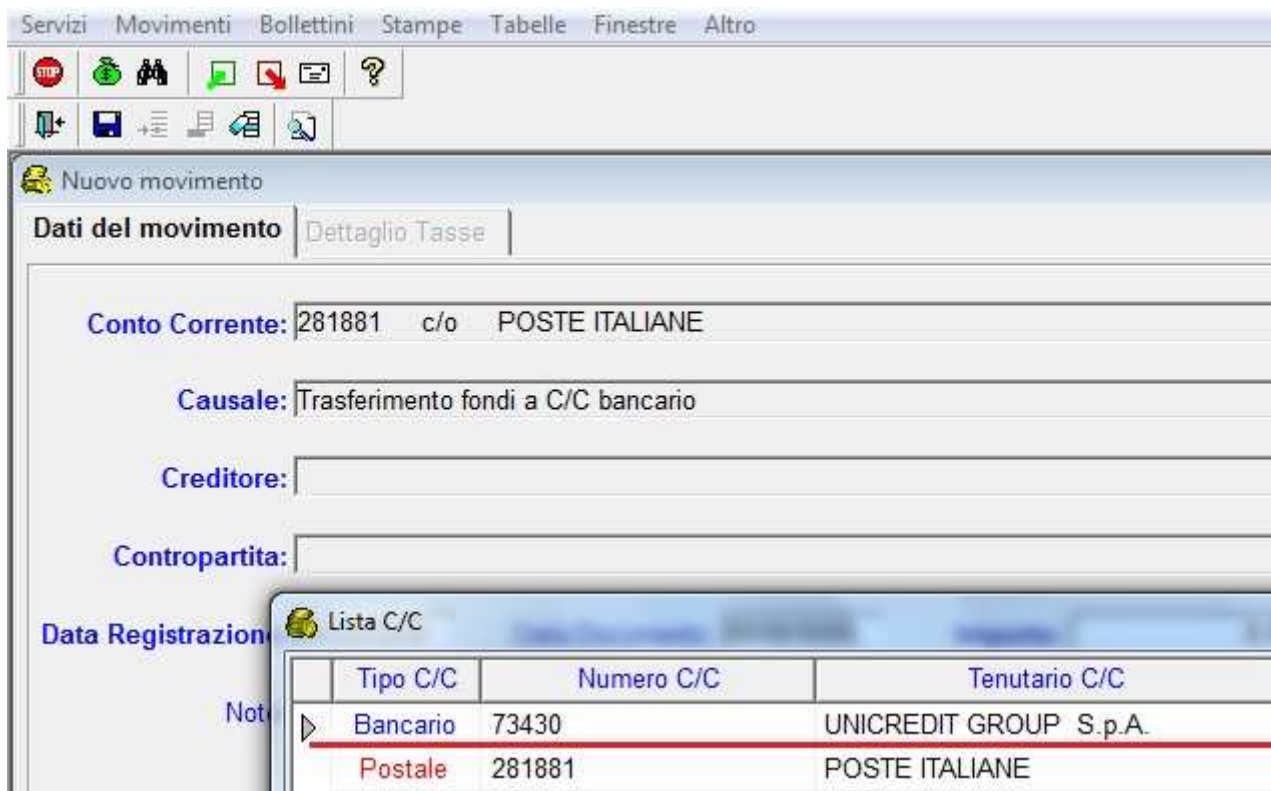 Servizi Movimenti Bollettini Stampe Tabelle Finestre Altro
STOP
Nuovo movimento
Dati del movimento Dettaglio Tasse
Conto Corrente: 281881 c/o POSTE ITALIANE
Causale: Trasferimento fondi a C/C bancario
Creditore:
Contropartita:
Data Registrazion
Lista C/C
Tipo C/C Numero C/C Tenutario C/C
Not
Bancario 73430 UNICREDIT GROUP S.p.A.
Postale 281881 POSTE ITALIANE